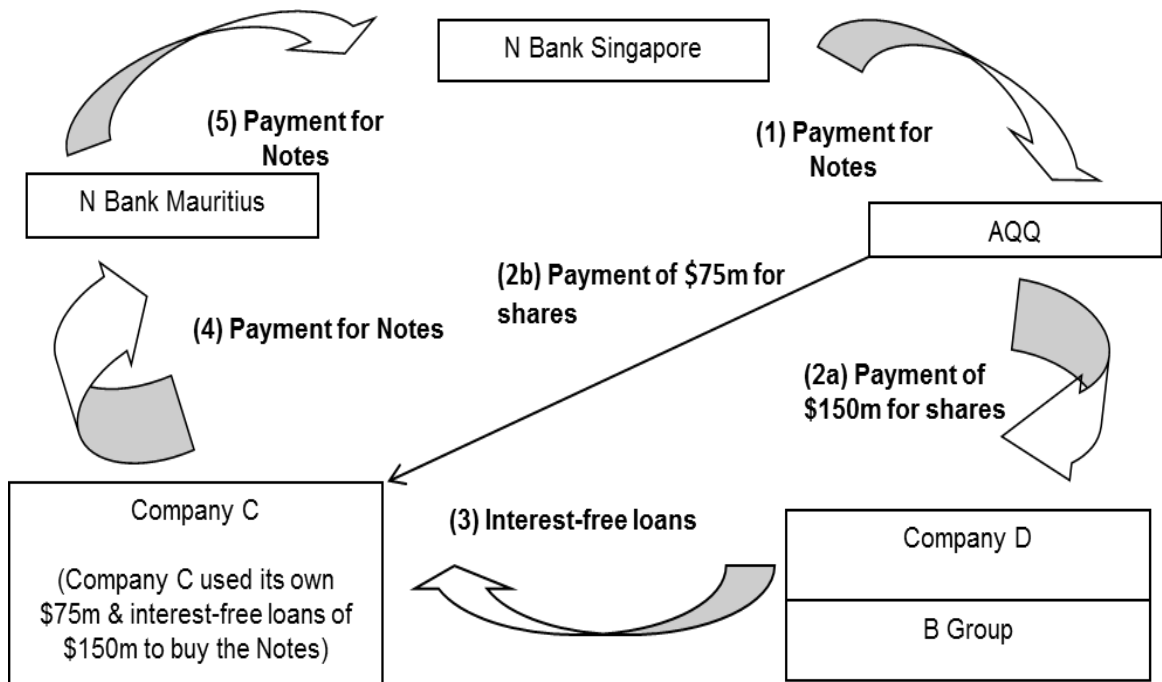 N Bank Singapore
(5) Payment for
Notes
(1) Payment for
Notes
N Bank Mauritius
AQQ
(2b) Payment of $75m for
shares
(4) Payment for Notes
(2a) Payment of
$150m for shares
Company C
(Company C used its own
$75m & interest-free loans of
$150m to buy the Notes)
(3) Interest-free loans
Company D
B Group